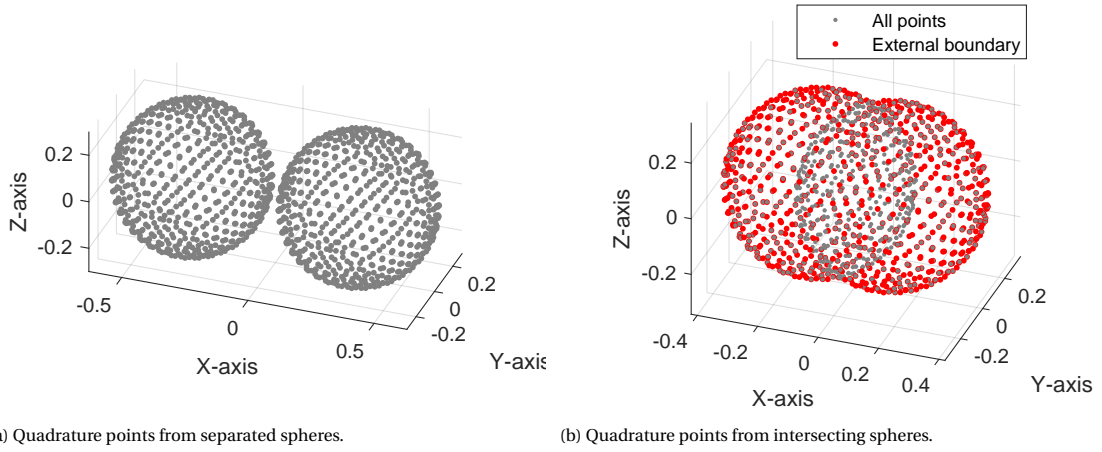 0.2
0
-0.2
Z-axis
-0.5
0
0.5
X-axis
0.2
0
-0.2
Y-axis
) Quadrature points from separated spheres.
All points
External boundary
0.2
0
-0.2
Z-axis
-0.4
-0.2
0
0.2
0.4
X-axis
0.2
0
-0.2
Y-axis
(b) Quadrature points from intersecting spheres.